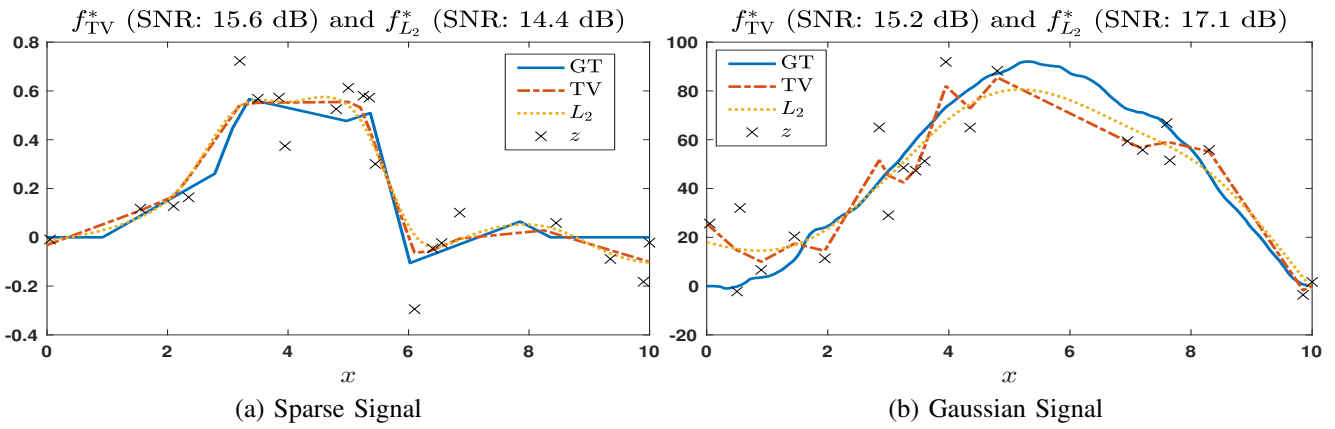 f*TV (SNR: 15.6 dB) and f*L2 (SNR: 14.4 dB)
0.8
0.6
0.4
0.2
0
-0.2
-0.4
0 2 4 6 8 10
x
GT
TV
L2
z
(a) Sparse Signal
f*TV (SNR: 15.2 dB) and f*L2 (SNR: 17.1 dB)
100
80
60
40
20
0
-20
0 2 4 6 8 10
x
GT
TV
L2
z
(b) Gaussian Signal